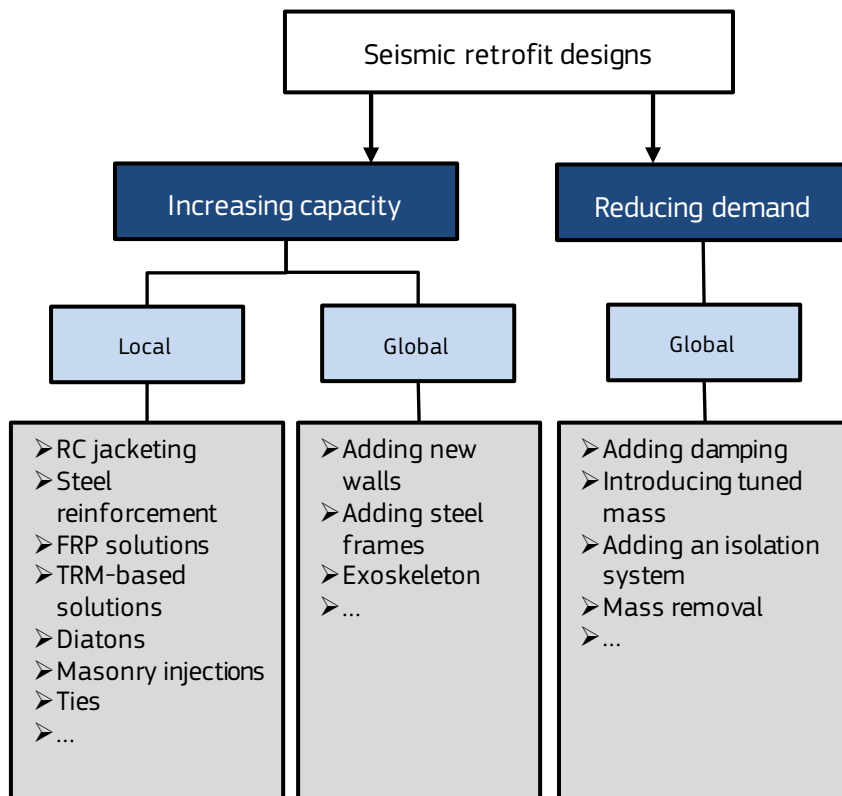 Seismic retrofit designs
Increasing capacity
Reducing demand
Local
Global
Global
➢RC jacketing
➢Steel
reinforcement
➢FRP solutions
➢TRM-based
solutions
➢Diatons
➢Masonry injections
➢Ties
➢...
➢Adding new
walls
➢Adding steel
frames
➢Exoskeleton
➢...
➢Adding damping
➢Introducing tuned
mass
➢Adding an isolation
system
➢Mass removal
➢...